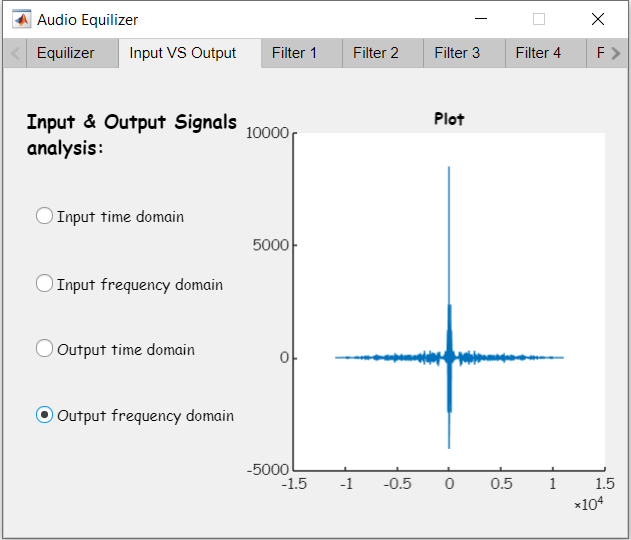 Audio Equilizer
Equilizer
Input VS Output
Filter 1
Filter 2
Filter 3
Filter 4
F
Input & Output Signals
analysis:
Input time domain
Input frequency domain
Output time domain
Output frequency domain
Plot
10000
5000
0
-5000
-1.5
-1
-0.5
0
0.5
1
1.5
×10⁴